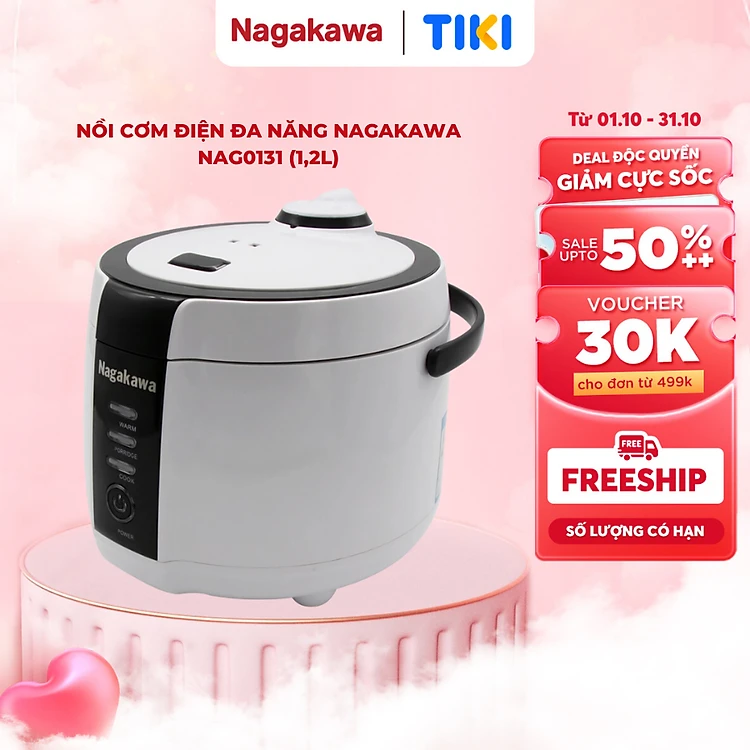 Nagakawa | TIKI
NỒI CƠM ĐIỆN ĐA NĂNG NAGAKAWA
NAG0131 (1,2L)
Từ 01.10 - 31.10
DEAL ĐỘC QUYỀN
GIẢM CỰC SỐC
SALE
UPTO
50%
++
VOUCHER
30K
cho đơn từ 499k
FREE
FREESHIP
SỐ LƯỢNG CÓ HẠN
Nagakawa
WARM
PORRIDGE
COOK
POWER